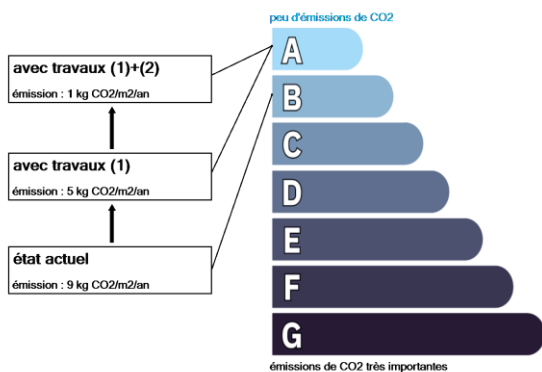 peu d'émissions de CO2
avec travaux (1)+(2)
émission : 1 kg CO2/m2/an
avec travaux (1)
émission : 5 kg CO2/m2/an
état actuel
émission : 9 kg CO2/m2/an
A
B
C
D
E
F
G
émissions de CO2 très importantes